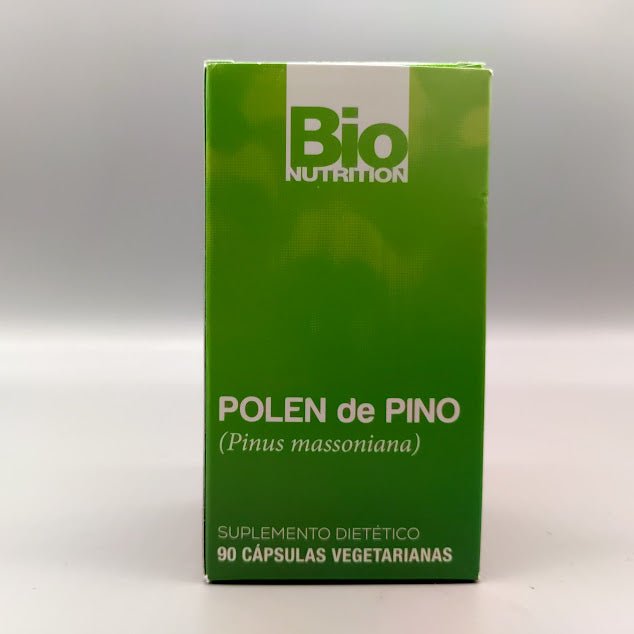 Bio
NUTRITION
POLEN de PINO
(Pinus massoniana)
SUPLEMENTO DIETÉTICO
90 CÁPSULAS VEGETARIANAS